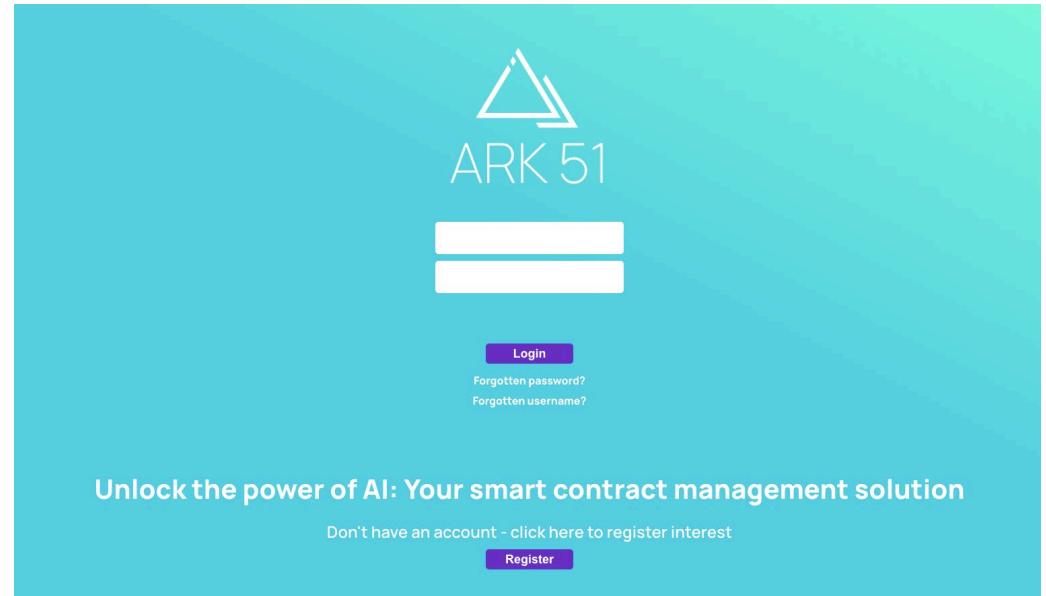 ARK 51
Login
Forgotten password?
Forgotten username?
Unlock the power of AI: Your smart contract management solution
Don't have an account - click here to register interest
Register